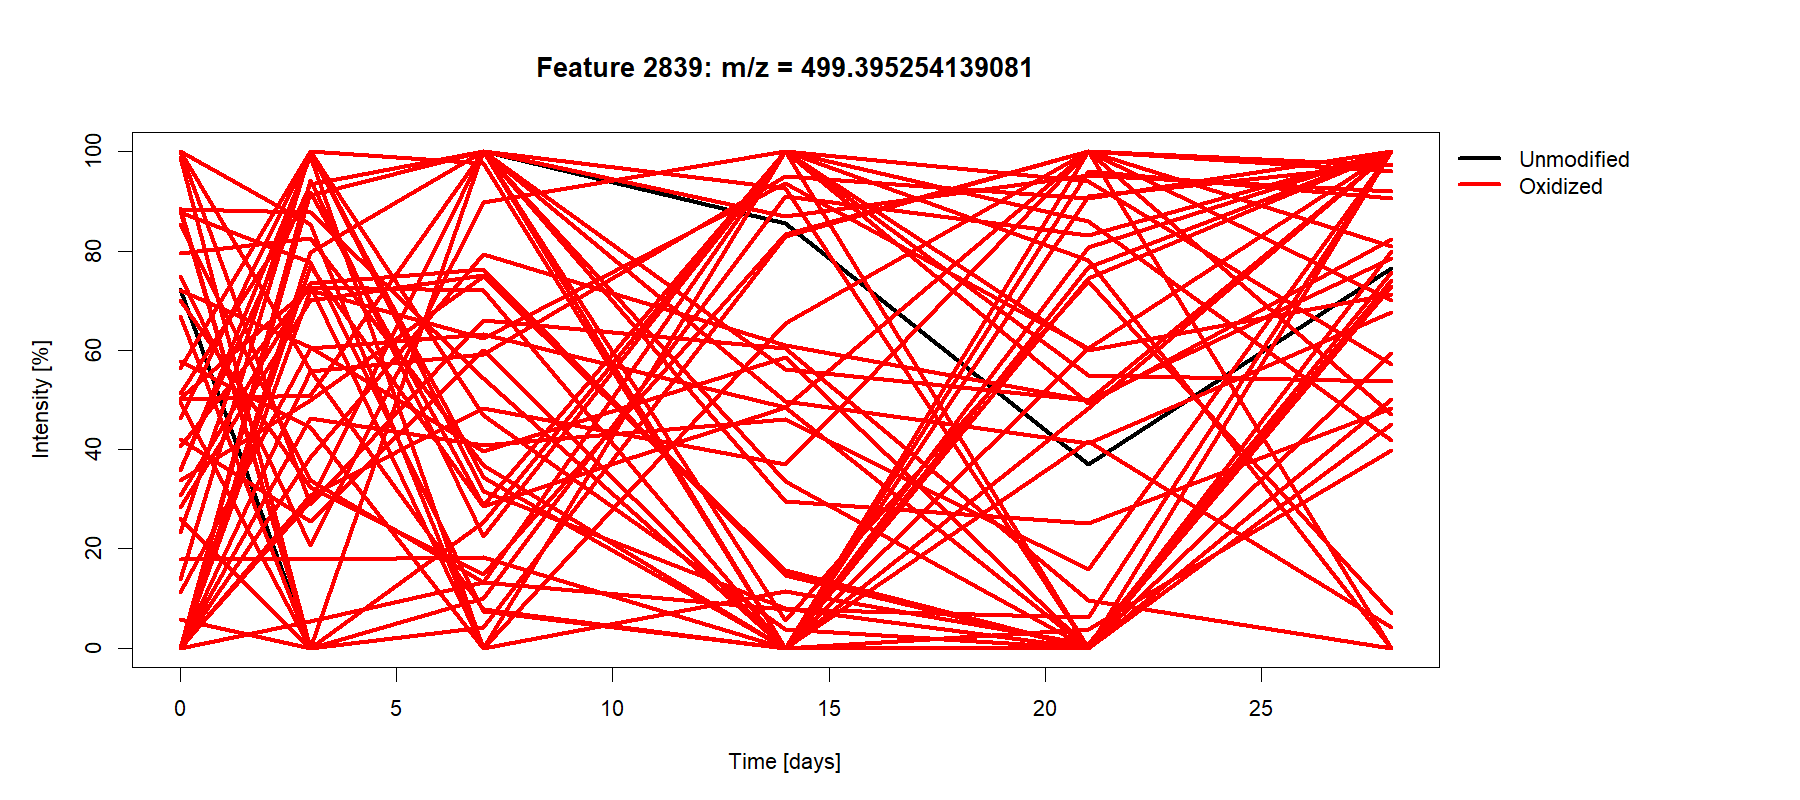 Feature 2839: m/z = 499.395254139081
Unmodified
Oxidized
Intensity [%]
100
80
60
40
20
0
0 5 10 15 20 25
Time [days]